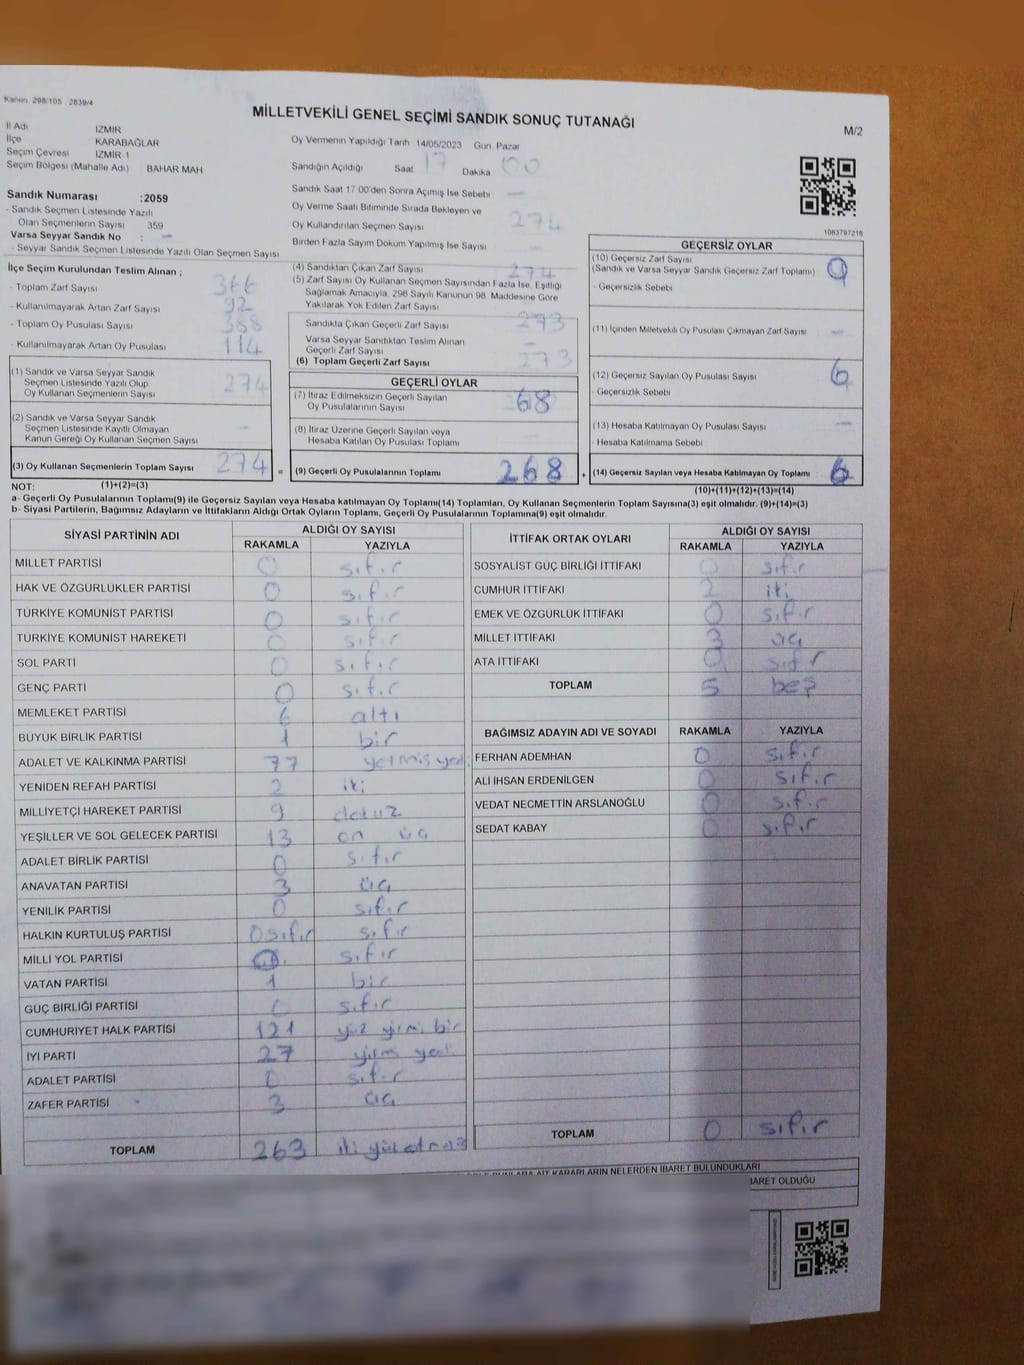 Kanun: 298/105 . 2839/4
MİLLETVEKİLİ GENEL SEÇİMİ SANDIK SONUÇ TUTANAĞI
M/2
İl Adı İZMİR
İlçe KARABAĞLAR
Seçim Çevresi İZMİR-1
Seçim Bölgesi (Mahalle Adı) BAHAR MAH
Oy Vermenin Yapıldığı Tarih 14/05/2023 Gün Pazar
Sandığın Açıldığı Saat 17 Dakika 00
Sandık Saat 17 00'den Sonra Açımış İse Sebebi —
Oy Verme Saati Bitiminde Sırada Bekleyen ve
Oy Kullandırılan Seçmen Sayısı 274
Birden Fazla Sayım Döküm Yapılmış İse Sayısı —
Sandık Numarası :2059
- Sandık Seçmen Listesinde Yazılı
Olan Seçmenlerin Sayısı 359
Varsa Seyyar Sandık No : —
- Seyyar Sandık Seçmen Listesinde Yazılı Olan Seçmen Sayısı
İlçe Seçim Kurulundan Teslim Alınan ;
- Toplam Zarf Sayısı 366
- Kullanılmayarak Artan Zarf Sayısı 92
- Toplam Oy Pusulası Sayısı 388
- Kullanılmayarak Artan Oy Pusulası 114
(1) Sandık ve Varsa Seyyar Sandık
Seçmen Listesinde Yazılı Olup
Oy Kullanan Seçmenlerin Sayısı 274
(2) Sandık ve Varsa Seyyar Sandık
Seçmen Listesinde Kayıtlı Olmayan
Kanun Gereği Oy Kullanan Seçmen Sayısı —
(3) Oy Kullanan Seçmenlerin Toplam Sayısı 274 =
(4) Sandıktan Çıkan Zarf Sayısı 274
(5) Zarf Sayısı Oy Kullanan Seçmen Sayısından Fazla İse, Eşitliği
Sağlamak Amacıyla, 298 Sayılı Kanunun 98. Maddesine Göre
Yakılarak Yok Edilen Zarf Sayısı
Sandıkta Çıkan Geçerli Zarf Sayısı 273
Varsa Seyyar Sandıktan Teslim Alınan
Geçerli Zarf Sayısı —
(6) Toplam Geçerli Zarf Sayısı 273
GEÇERLİ OYLAR
(7) İtiraz Edilmeksizin Geçerli Sayılan
Oy Pusulalarının Sayısı 268
(8) İtiraz Üzerine Geçerli Sayılan veya
Hesaba Katılan Oy Pusulası Toplamı —
(9) Geçerli Oy Pusulalarının Toplamı 268 +
1083797216
GEÇERSİZ OYLAR
(10) Geçersiz Zarf Sayısı
(Sandık ve Varsa Seyyar Sandık Geçersiz Zarf Toplamı)
- Geçersizlik Sebebi
(11) İçinden Milletvekili Oy Pusulası Çıkmayan Zarf Sayısı —
(12) Geçersiz Sayılan Oy Pusulası Sayısı 6
- Geçersizlik Sebebi
(13) Hesaba Katılmayan Oy Pusulası Sayısı —
- Hesaba Katılmama Sebebi
(14) Geçersiz Sayılan veya Hesaba Katılmayan Oy Toplamı 6
NOT: (1)+(2)=(3) (10)+(11)+(12)+(13)=(14)
a- Geçerli Oy Pusulalarının Toplamı(9) ile Geçersiz Sayılan veya Hesaba katılmayan Oy Toplamı(14) Toplamları, Oy Kullanan Seçmenlerin Toplam Sayısına(3) eşit olmalıdır. (9)+(14)=(3)
b- Siyasi Partilerin, Bağımsız Adayların ve İttifakların Aldığı Ortak Oyların Toplamı, Geçerli Oy Pusulalarının Toplamına(9) eşit olmalıdır.
SİYASİ PARTİNİN ADI ALDIĞI OY SAYISI
RAKAMLA YAZIYLA
MİLLET PARTİSİ 0 sıfır
HAK VE ÖZGÜRLÜKLER PARTİSİ 0 sıfır
TÜRKİYE KOMÜNİST PARTİSİ 0 sıfır
TÜRKİYE KOMÜNİST HAREKETİ 0 sıfır
SOL PARTİ 0 sıfır
GENÇ PARTİ 0 sıfır
MEMLEKET PARTİSİ 6 altı
BÜYÜK BİRLİK PARTİSİ 1 bir
ADALET VE KALKINMA PARTİSİ 77 yetmiş yedi
YENİDEN REFAH PARTİSİ 2 iki
MİLLİYETÇİ HAREKET PARTİSİ 9 dokuz
YEŞİLLER VE SOL GELECEK PARTİSİ 13 on üç
ADALET BİRLİK PARTİSİ 0 sıfır
ANAVATAN PARTİSİ 3 üç
YENİLİK PARTİSİ 0 sıfır
HALKIN KURTULUŞ PARTİSİ 0 sıfır sıfır
MİLLİ YOL PARTİSİ sıfır
VATAN PARTİSİ 1 bir
GÜÇ BİRLİĞİ PARTİSİ 0 sıfır
CUMHURİYET HALK PARTİSİ 121 yüz yirmi bir
İYİ PARTİ 27 yirmi yedi
ADALET PARTİSİ 0 sıfır
ZAFER PARTİSİ 3 üç
TOPLAM 263 iki yüz atmış
İTTİFAK ORTAK OYLARI ALDIĞI OY SAYISI
RAKAMLA YAZIYLA
SOSYALİST GÜÇ BİRLİĞİ İTTİFAKI 0 sıfır
CUMHUR İTTİFAKI 2 iki
EMEK VE ÖZGÜRLÜK İTTİFAKI 0 sıfır
MİLLET İTTİFAKI 3 üç
ATA İTTİFAKI 0 sıfır
TOPLAM 5 beş
BAĞIMSIZ ADAYIN ADI VE SOYADI RAKAMLA YAZIYLA
FERHAN ADEMHAN 0 sıfır
ALİ İHSAN ERDENİLGEN 0 sıfır
VEDAT NECMETTİN ARSLANOĞLU 0 sıfır
SEDAT KABAY 0 sıfır
TOPLAM 0 sıfır
KARARLARIN NELERDEN İBARET BULUNDUKLARI
İBARET OLDUĞU